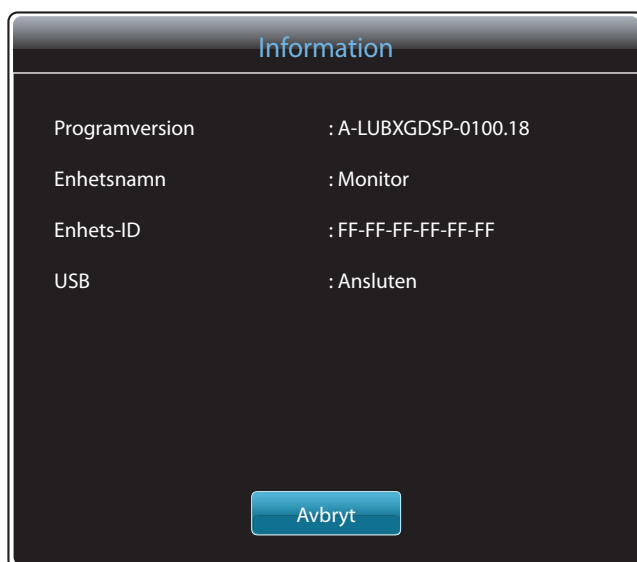 Information
Programversion : A-LUBXGDSP-0100.18
Enhetsnamn : Monitor
Enhets-ID : FF-FF-FF-FF-FF-FF
USB : Ansluten
Avbryt